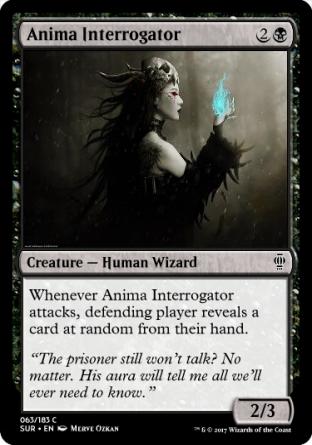 Anima Interrogator 2
Creature — Human Wizard
Whenever Anima Interrogator
attacks, defending player reveals a
card at random from their hand.
"The prisoner still won't talk? No
matter. His aura will tell me all we'll
ever need to know."
2/3
063/183 C
SUR • EN Merve Ozkan
™ & © 2017 Wizards of the Coast